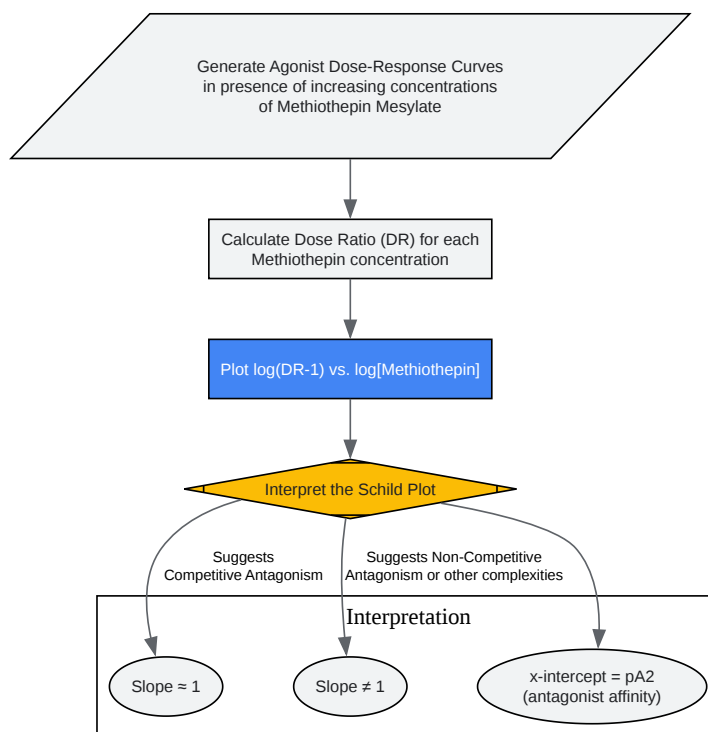 Generate Agonist Dose-Response Curves
in presence of increasing concentrations
of Methiothepin Mesylate
Calculate Dose Ratio (DR) for each
Methiothepin concentration
Plot log(DR-1) vs. log[Methiothepin]
Interpret the Schild Plot
Suggests
Competitive Antagonism
Suggests Non-Competitive
Antagonism or other complexities
Interpretation
Slope ≈ 1
Slope ≠ 1
x-intercept = pA2
(antagonist affinity)